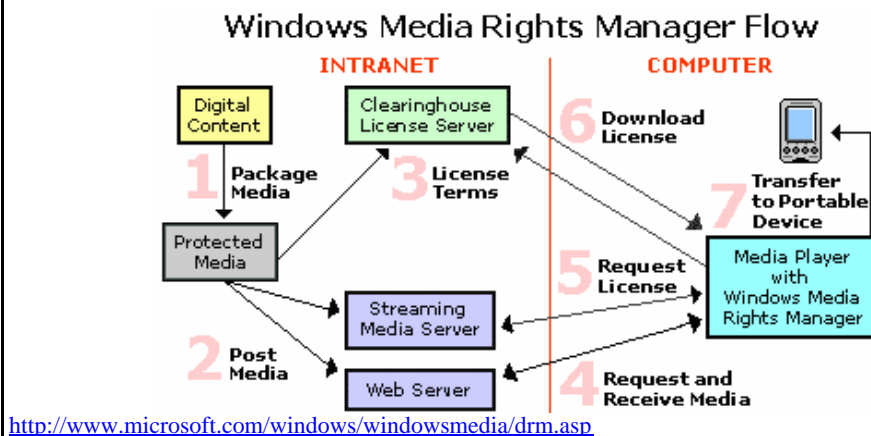 Windows Media Rights Manager Flow
INTRANET
COMPUTER
Digital
Content
Clearinghouse
License Server
6
Download
License
1
Package
Media
3
License
Terms
7
Transfer
to Portable
Device
Protected
Media
5
Request
License
Media Player
with
Windows Media
Rights Manager
Streaming
Media Server
2
Post
Media
Web Server
4
Request and
Receive Media
http://www.microsoft.com/windows/windowsmedia/drm.asp